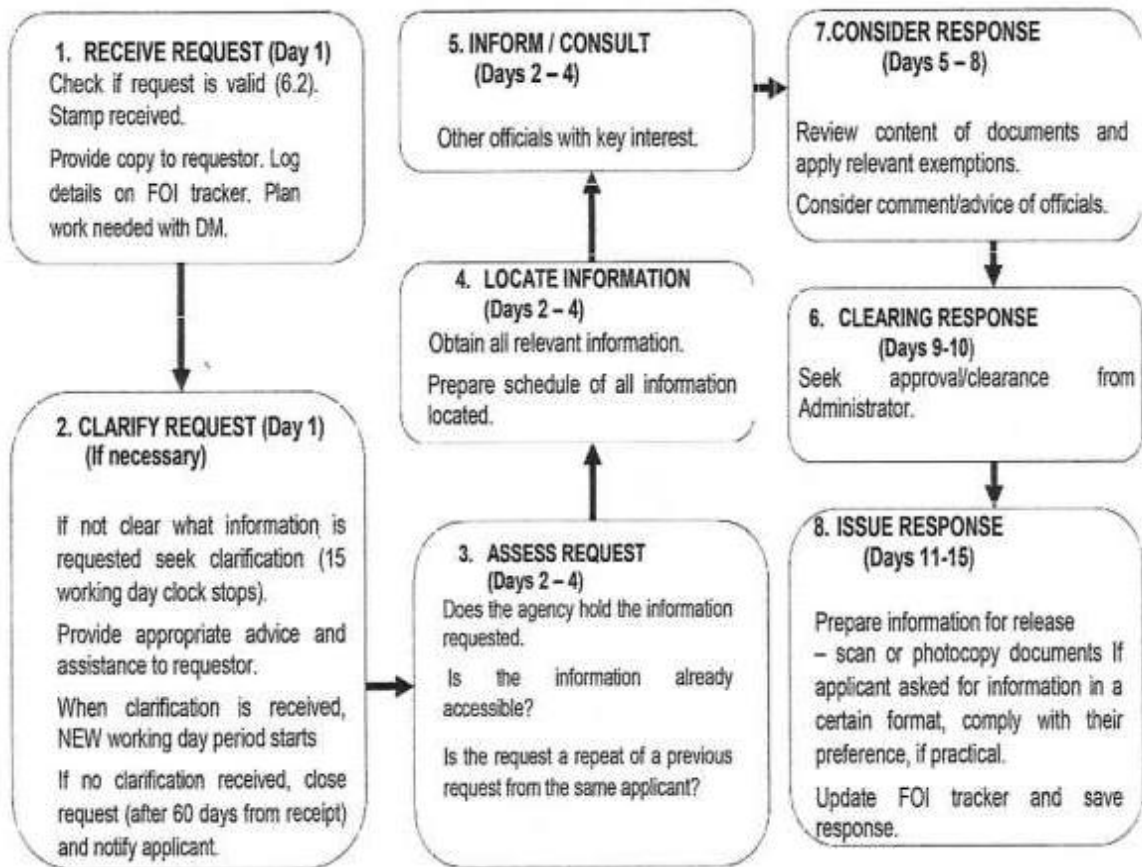 1. RECEIVE REQUEST (Day 1)
Check if request is valid (6.2).
Stamp received.
Provide copy to requestor. Log
details on FOI tracker. Plan
work needed with DM.
2. CLARIFY REQUEST (Day 1)
(If necessary)
If not clear what information is
requested seek clarification (15
working day clock stops).
Provide appropriate advice and
assistance to requestor.
When clarification is received,
NEW working day period starts
If no clarification received, close
request (after 60 days from receipt)
and notify applicant.
3. ASSESS REQUEST
(Days 2 – 4)
Does the agency hold the information
requested.
Is the information already
accessible?
Is the request a repeat of a previous
request from the same applicant?
4. LOCATE INFORMATION
(Days 2 – 4)
Obtain all relevant information.
Prepare schedule of all information
located.
5. INFORM / CONSULT
(Days 2 – 4)
Other officials with key interest.
7.CONSIDER RESPONSE
(Days 5 – 8)
Review content of documents and
apply relevant exemptions.
Consider comment/advice of officials.
6. CLEARING RESPONSE
(Days 9-10)
Seek approval/clearance from
Administrator.
8. ISSUE RESPONSE
(Days 11-15)
Prepare information for release
– scan or photocopy documents If
applicant asked for information in a
certain format, comply with their
preference, if practical.
Update FOI tracker and save
response.